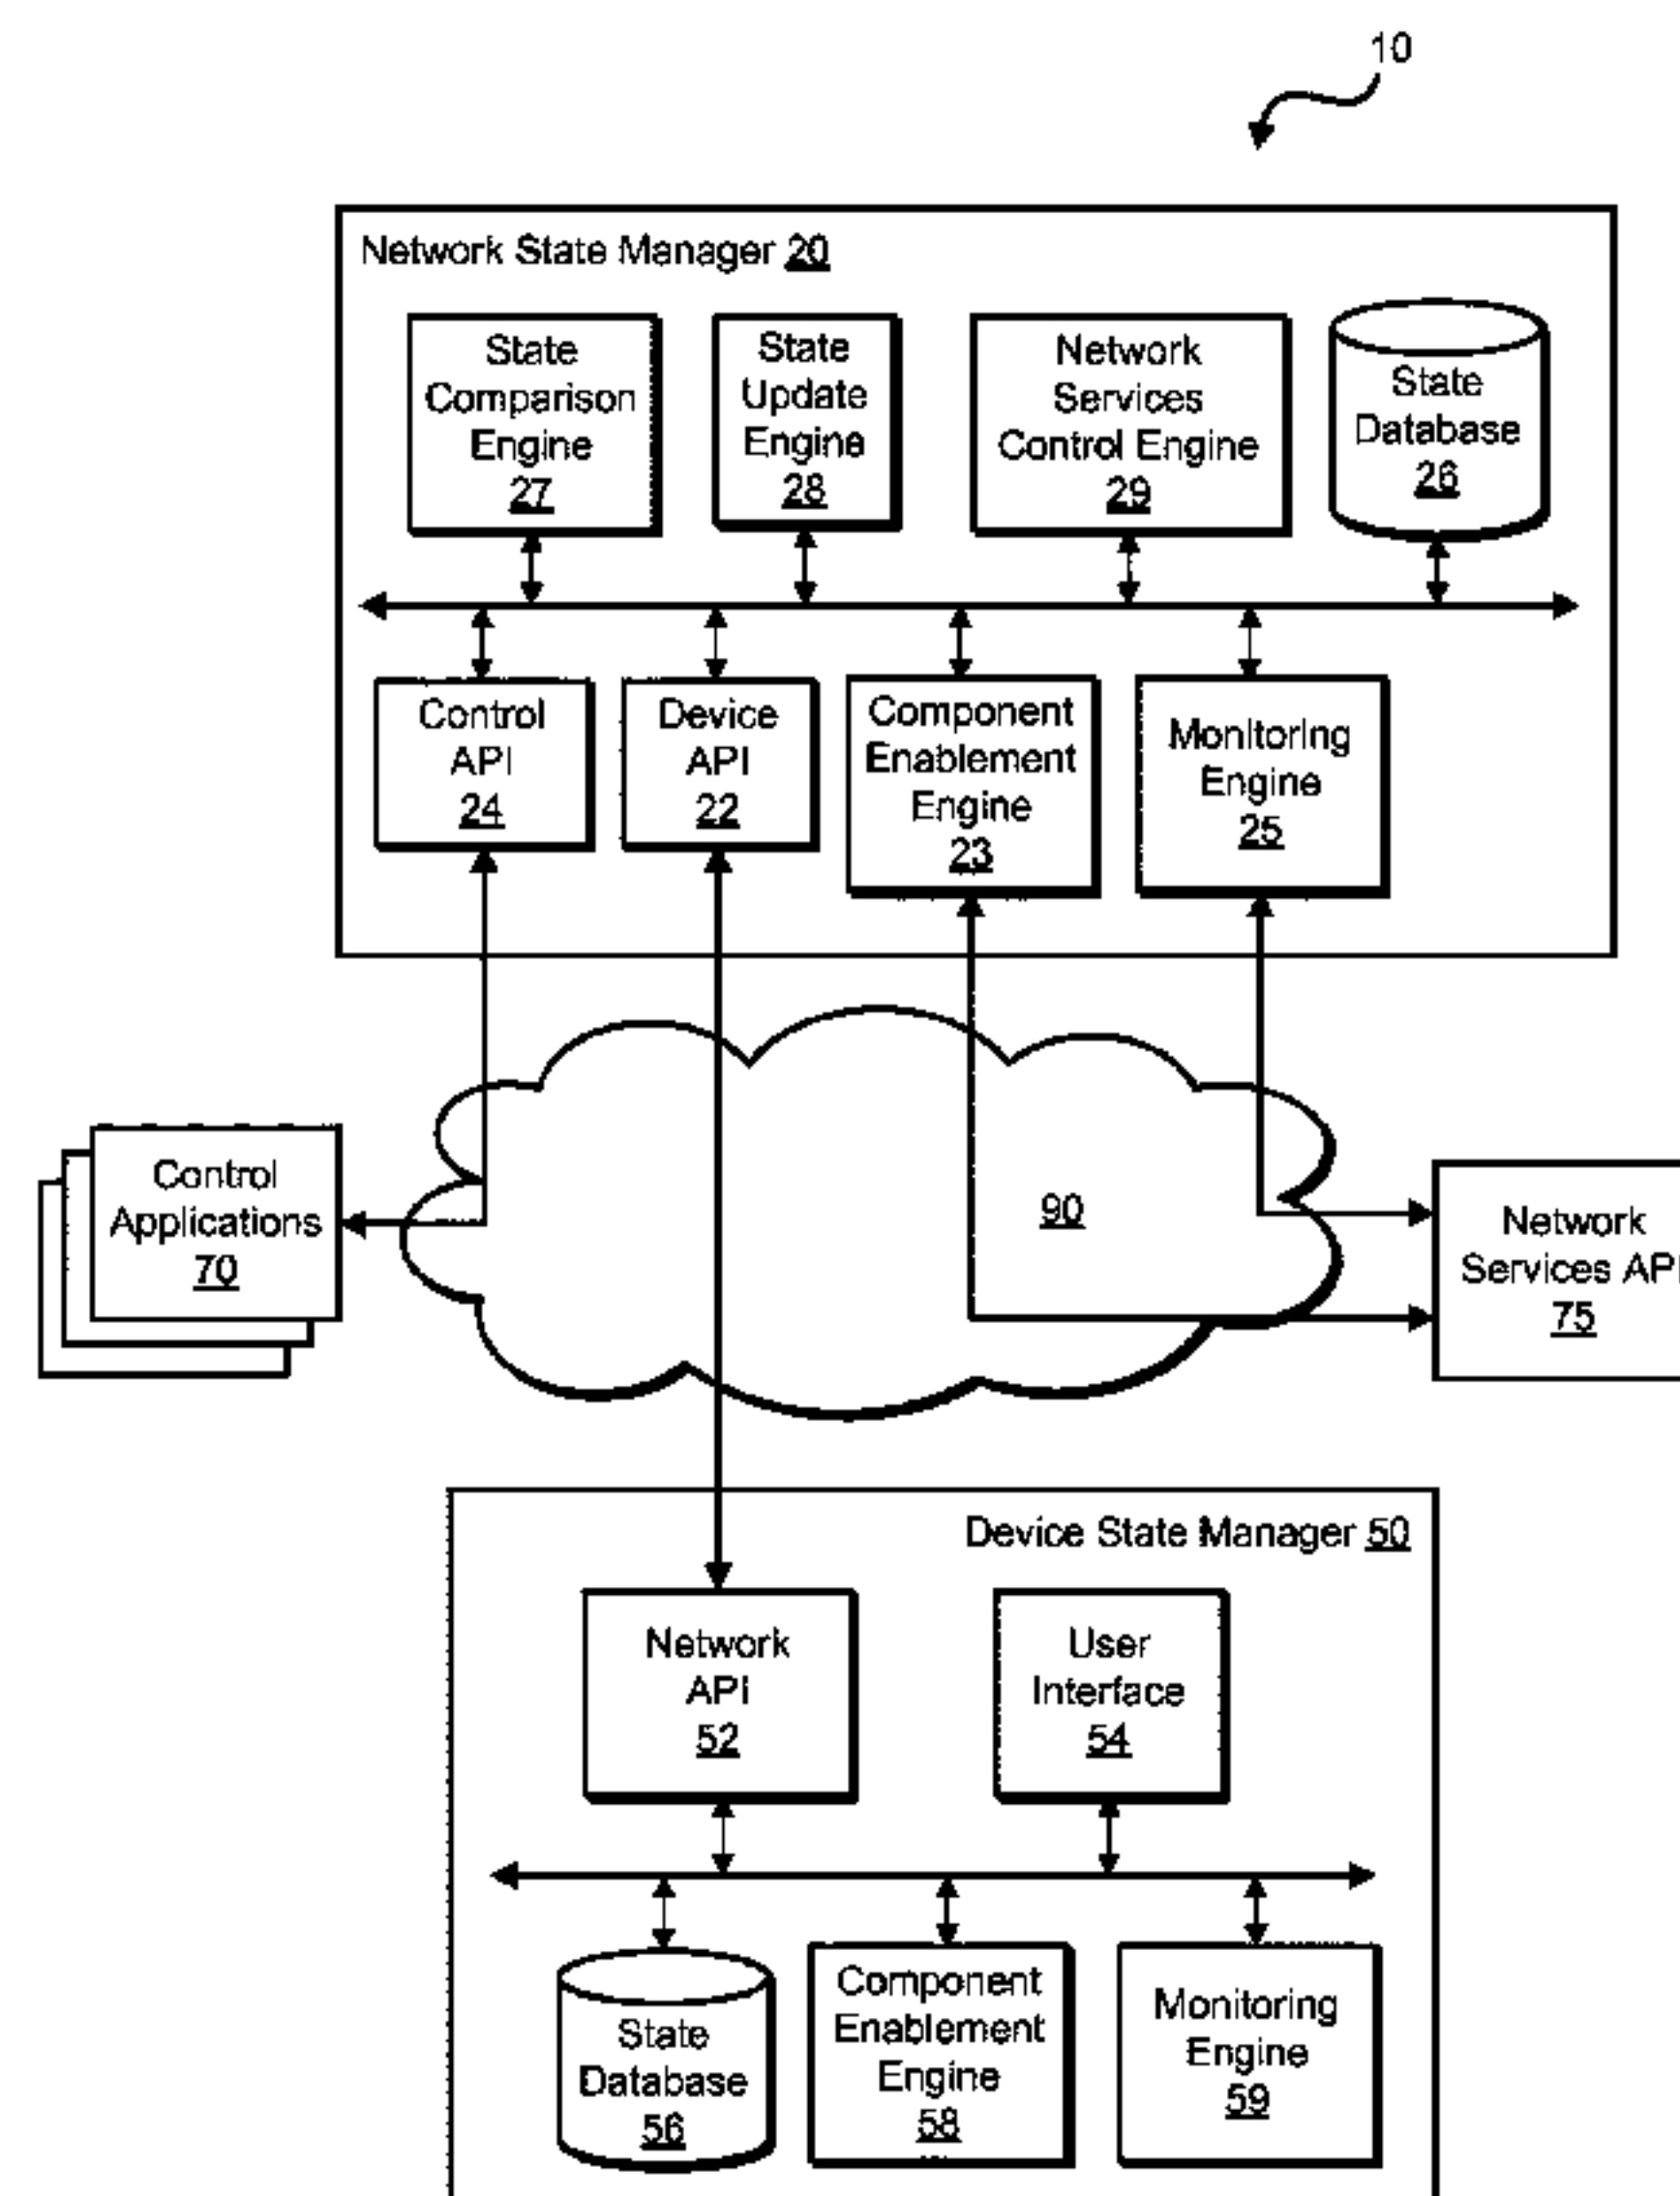 10
Network State Manager 20
State
Comparison
Engine
27
State
Update
Engine
28
Network
Services
Control Engine
29
State
Database
26
Control
API
24
Device
API
22
Component
Enablement
Engine
23
Monitoring
Engine
25
Control
Applications
70
90
Network
Services API
75
Device State Manager 50
Network
API
52
User
Interface
54
State
Database
56
Component
Enablement
Engine
58
Monitoring
Engine
59